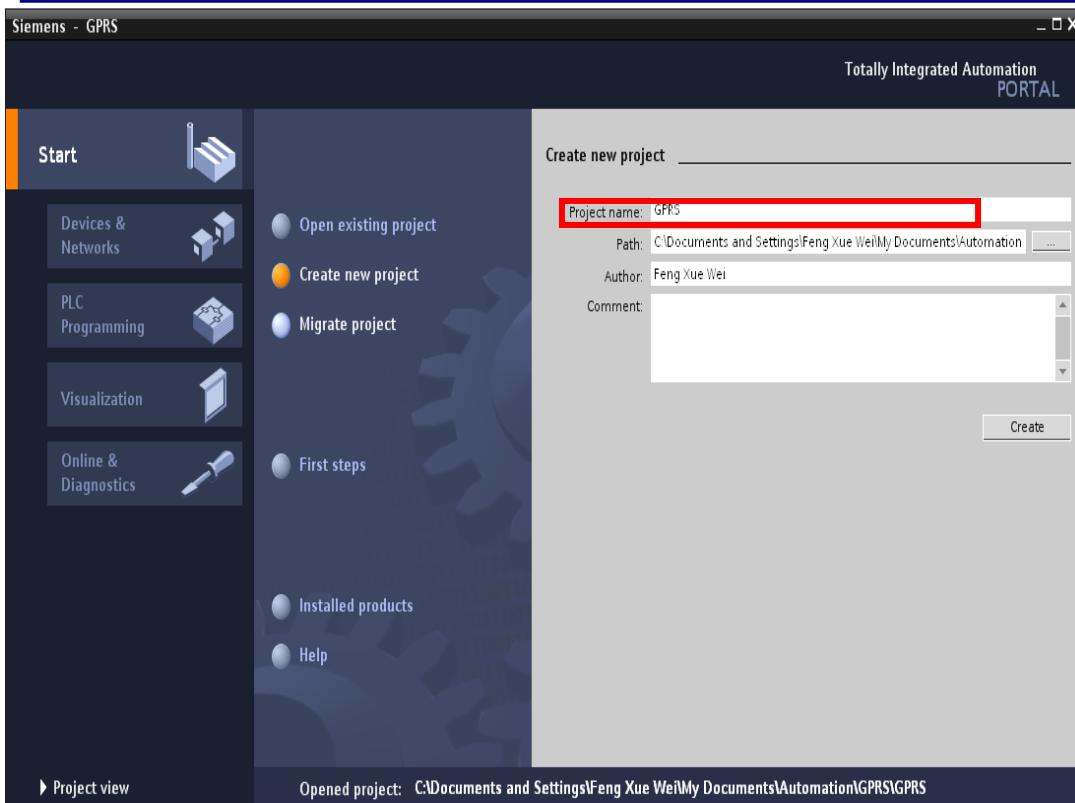 Siemens - GPRS
Totally Integrated Automation
PORTAL
Start
Devices &
Networks
PLC
Programming
Visualization
Online &
Diagnostics
Open existing project
Create new project
Migrate project
First steps
Installed products
Help
Create new project
Project name: GPRS
Path: C:\Documents and Settings\Feng Xue Wei\My Documents\Automation ...
Author: Feng Xue Wei
Comment:
Create
Project view
Opened project: C:\Documents and Settings\Feng Xue Wei\My Documents\Automation\GPRS\GPRS